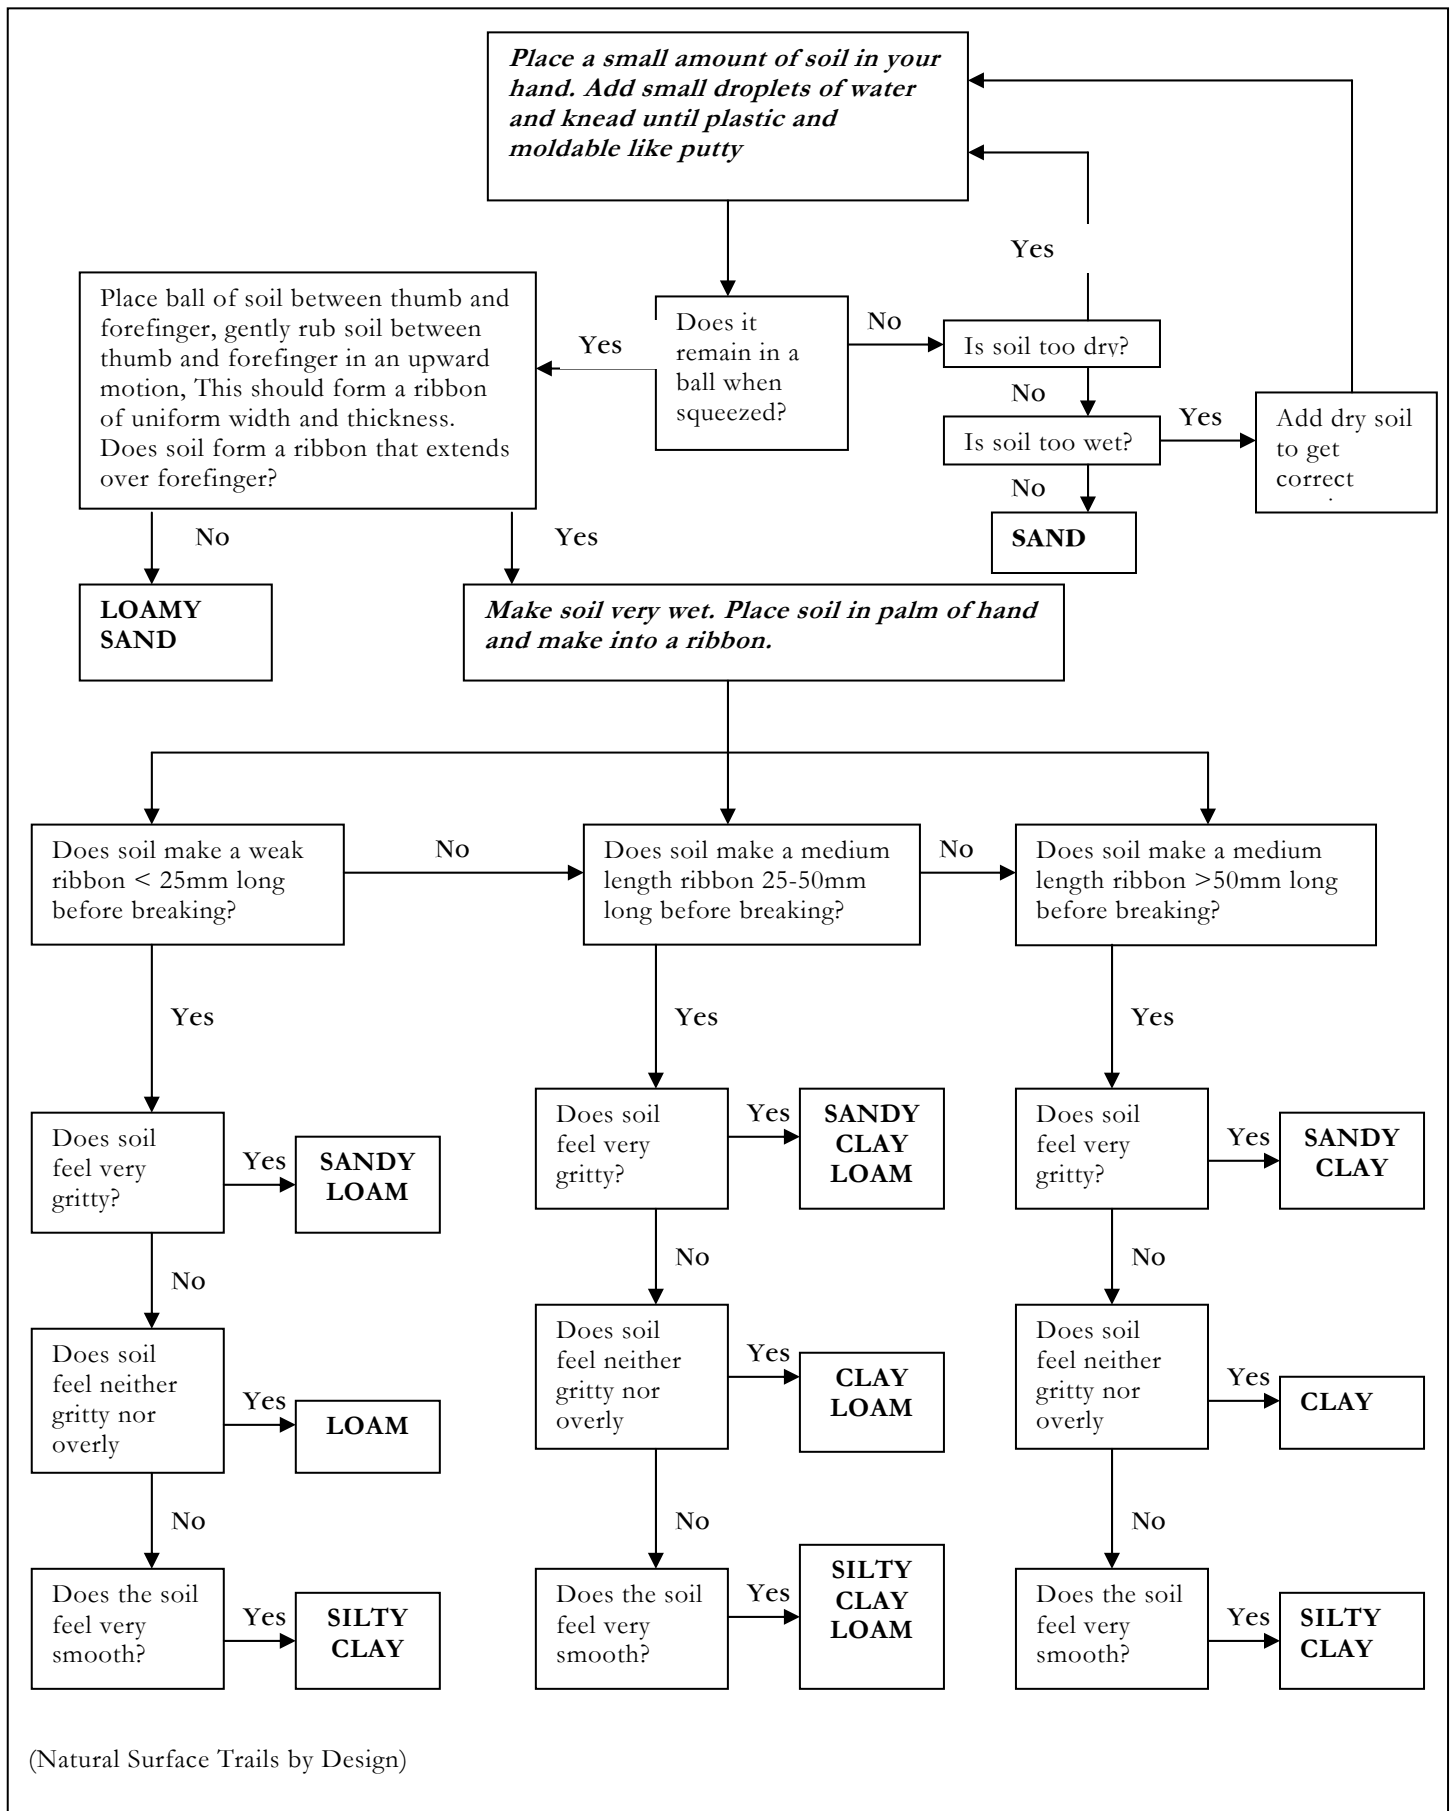 Place a small amount of soil in your
hand. Add small droplets of water
and knead until plastic and
moldable like putty
Yes
Place ball of soil between thumb and
forefinger, gently rub soil between
thumb and forefinger in an upward
motion, This should form a ribbon
of uniform width and thickness.
Does soil form a ribbon that extends
over forefinger?
Yes
Does it
remain in a
ball when
squeezed?
No
Is soil too dry?
No
Is soil too wet?
Yes
Add dry soil
to get
correct
No
SAND
No
Yes
LOAMY
SAND
Make soil very wet. Place soil in palm of hand
and make into a ribbon.
Does soil make a weak
ribbon < 25mm long
before breaking?
No
Does soil make a medium
length ribbon 25-50mm
long before breaking?
No
Does soil make a medium
length ribbon >50mm long
before breaking?
Yes
Yes
Yes
Does soil
feel very
gritty?
Yes
SANDY
LOAM
Does soil
feel very
gritty?
Yes
SANDY
CLAY
LOAM
Does soil
feel very
gritty?
Yes
SANDY
CLAY
No
No
No
Does soil
feel neither
gritty nor
overly
Yes
LOAM
Does soil
feel neither
gritty nor
overly
Yes
CLAY
LOAM
Does soil
feel neither
gritty nor
overly
Yes
CLAY
No
No
No
Does the soil
feel very
smooth?
Yes
SILTY
CLAY
Does the soil
feel very
smooth?
Yes
SILTY
CLAY
LOAM
Does the soil
feel very
smooth?
Yes
SILTY
CLAY
(Natural Surface Trails by Design)